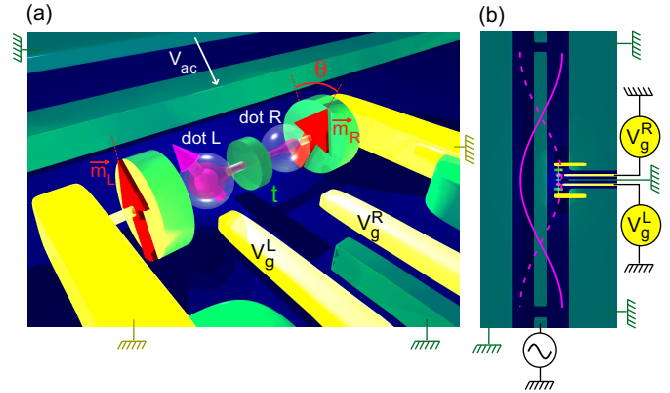 (a)
V_ac
θ
dot R
m_R
dot L
m_L
t
V_g^R
V_g^L
(b)
V_g^R
V_g^L